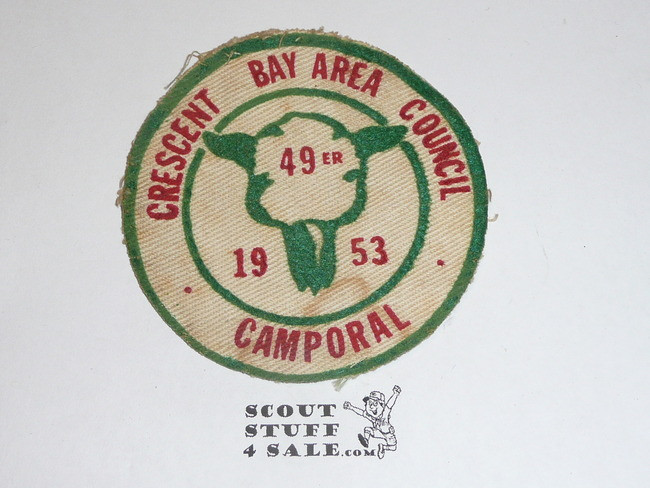 CRESCENT BAY AREA COUNCIL
49ER
19 53
CAMPORAL
SCOUT
STUFF
4 SALE.com